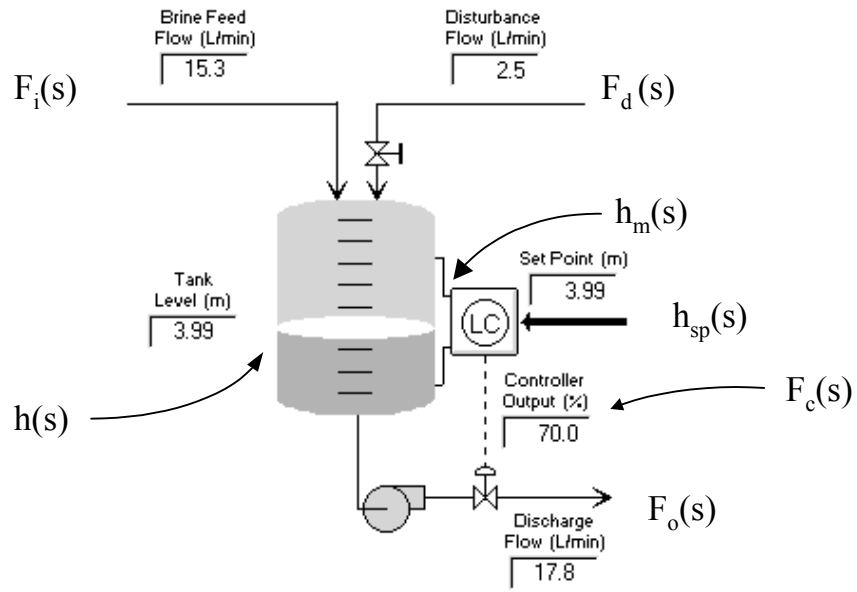 Brine Feed
Flow (L/min)
15.3
Disturbance
Flow (L/min)
2.5
Fi(s)
Fd (s)
hm(s)
Tank
Level (m)
3.99
Set Point (m)
3.99
LC
hsp(s)
h(s)
Controller
Output (%)
70.0
Fc(s)
Fo(s)
Discharge
Flow (L/min)
17.8